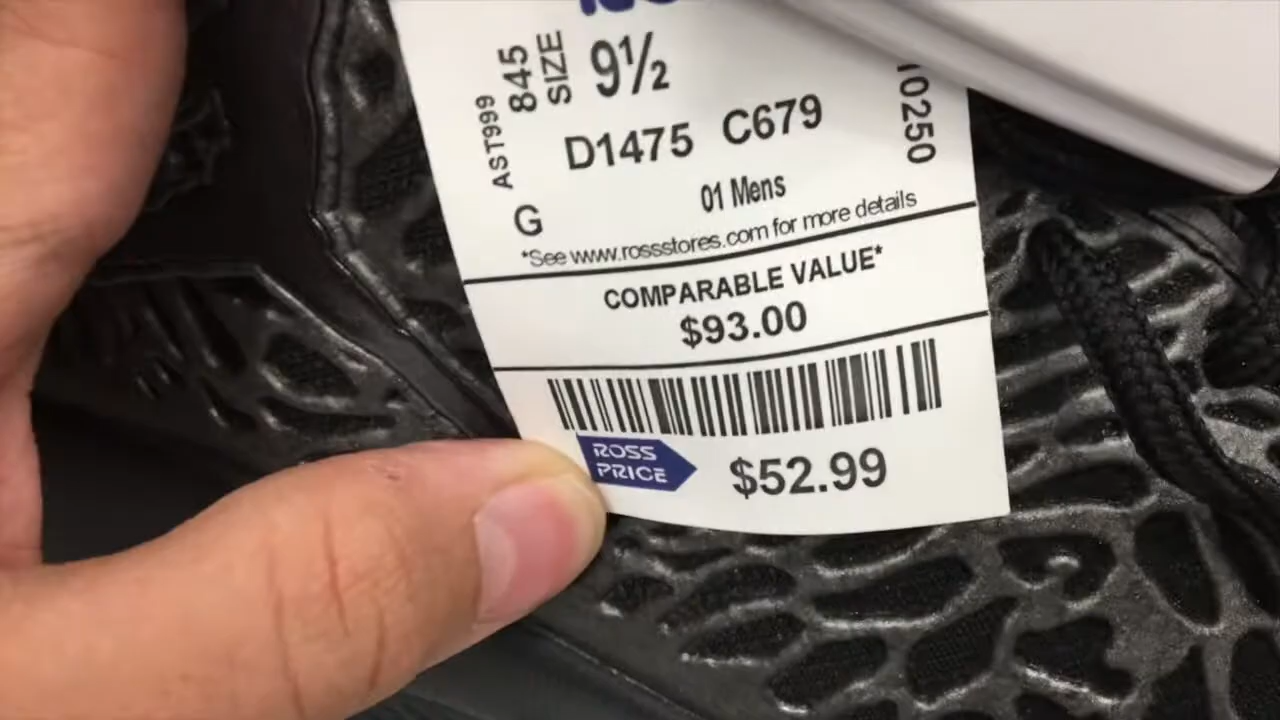 AST999
845
SIZE
9½
D1475 C679
10250
G
01 Mens
*See www.rossstores.com for more details
COMPARABLE VALUE*
$93.00
ROSS
PRICE
$52.99